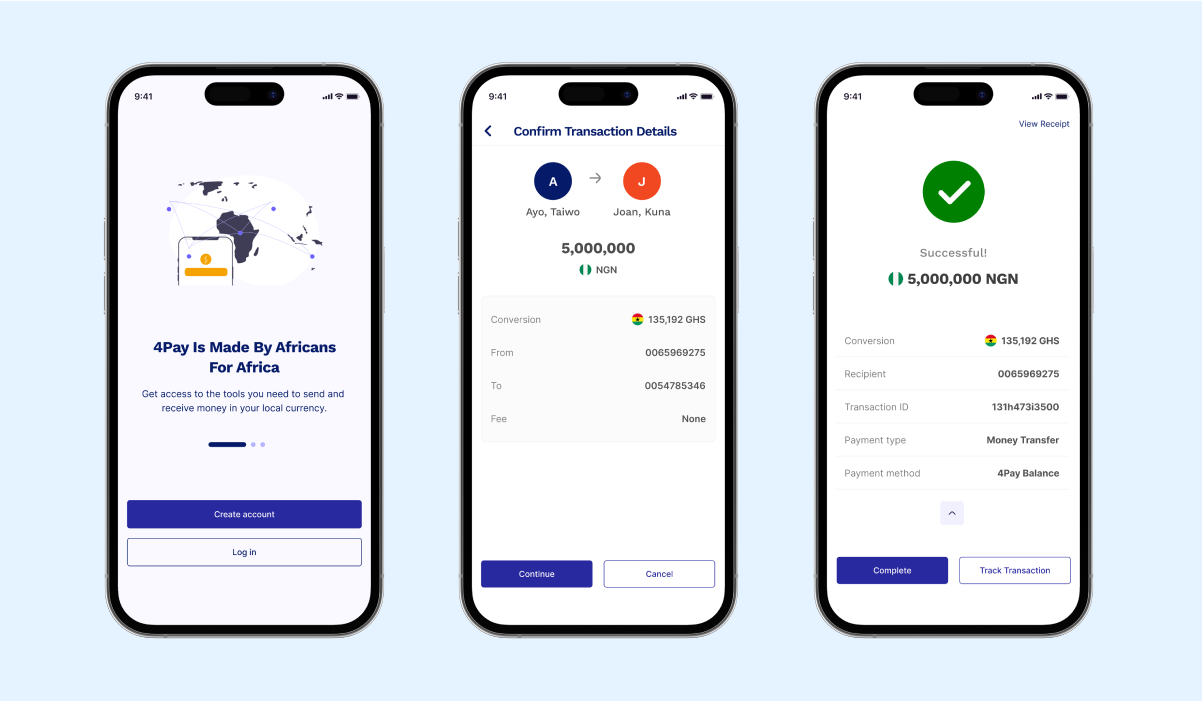 9:41
4Pay Is Made By Africans
For Africa
Get access to the tools you need to send and
receive money in your local currency.
Create account
Log in
9:41
Confirm Transaction Details
A
J
Ayo, Taiwo
Joan, Kuna
5,000,000
NGN
Conversion 135,192 GHS
From 0065969275
To 0054785346
Fee None
Continue
Cancel
9:41
View Receipt
Successful!
5,000,000 NGN
Conversion 135,192 GHS
Recipient 0065969275
Transaction ID 131h473i3500
Payment type Money Transfer
Payment method 4Pay Balance
Complete
Track Transaction